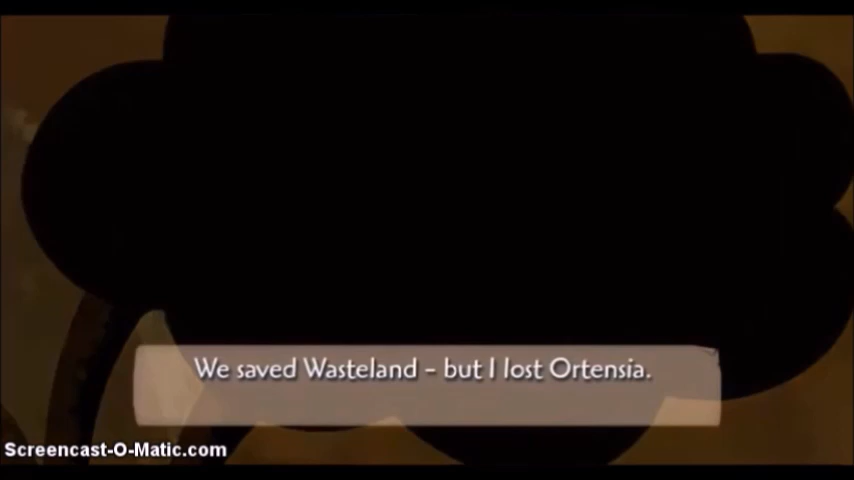 We saved Wasteland - but I lost Ortensia.
Screencast-O-Matic.com